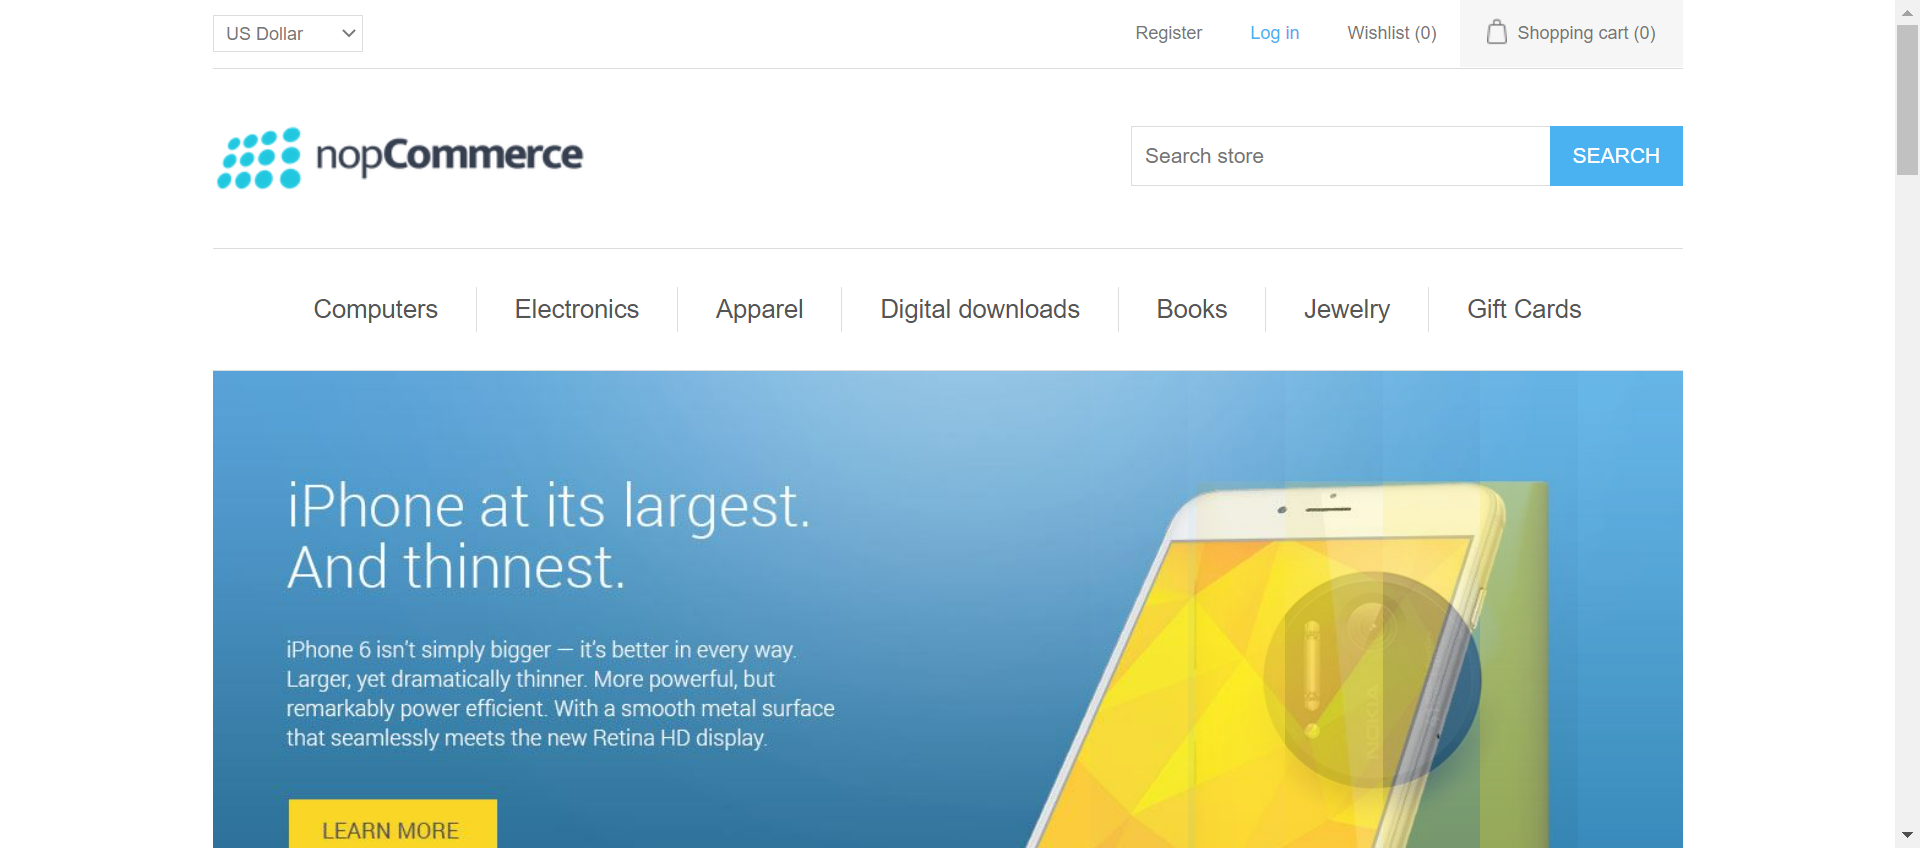 US Dollar
Register
Log in
Wishlist (0)
Shopping cart (0)
nopCommerce
Search store
SEARCH
Computers
Electronics
Apparel
Digital downloads
Books
Jewelry
Gift Cards
iPhone at its largest.
And thinnest.
iPhone 6 isn't simply bigger — it's better in every way.
Larger, yet dramatically thinner. More powerful, but
remarkably power efficient. With a smooth metal surface
that seamlessly meets the new Retina HD display.
LEARN MORE
NOKIA